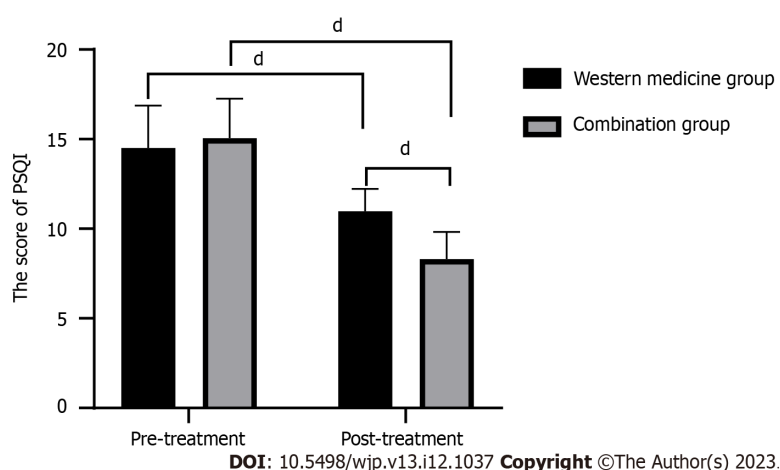 d
d
d
20
15
10
5
0
The score of PSQI
Pre-treatment
Post-treatment
Western medicine group
Combination group
DOI: 10.5498/wjp.v13.i12.1037 Copyright ©The Author(s) 2023.